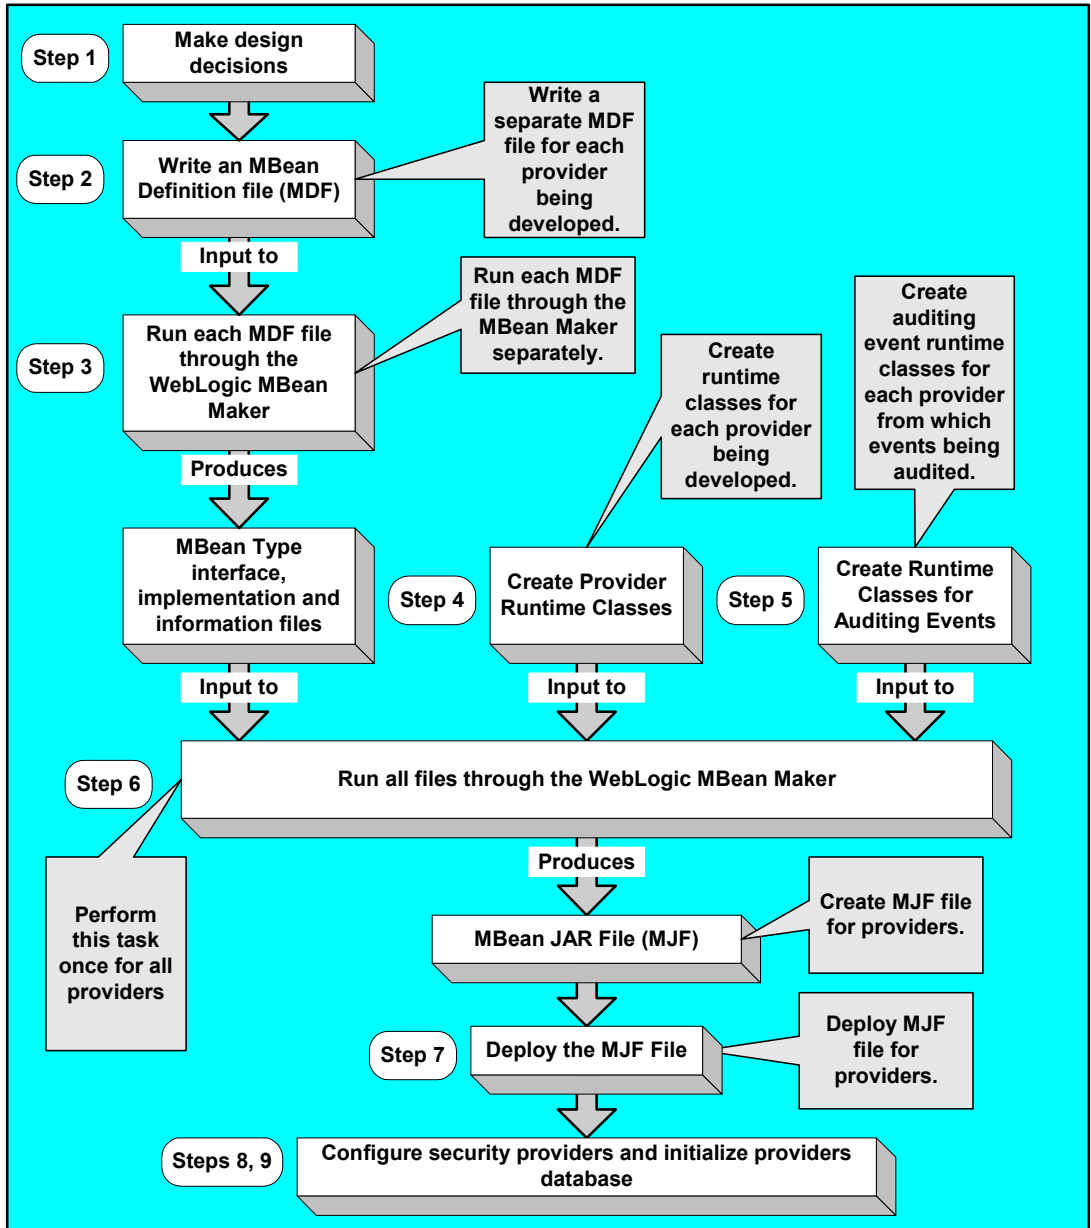 Step 1
Make design
decisions
Write a
separate MDF
file for each
provider
being
developed.
Step 2
Write an MBean
Definition file (MDF)
Input to
Run each MDF
file through the
MBean Maker
separately.
Step 3
Run each MDF file
through the
WebLogic MBean
Maker
Create
runtime
classes for
each provider
being
developed.
Create
auditing
event runtime
classes for
each provider
from which
events being
audited.
Produces
MBean Type
interface,
implementation and
information files
Step 4
Create Provider
Runtime Classes
Step 5
Create Runtime
Classes for
Auditing Events
Input to
Input to
Input to
Step 6
Run all files through the WebLogic MBean Maker
Perform
this task
once for all
providers
Produces
MBean JAR File (MJF)
Create MJF file
for providers.
Step 7
Deploy the MJF File
Deploy MJF
file for
providers.
Steps 8, 9
Configure security providers and initialize providers
database